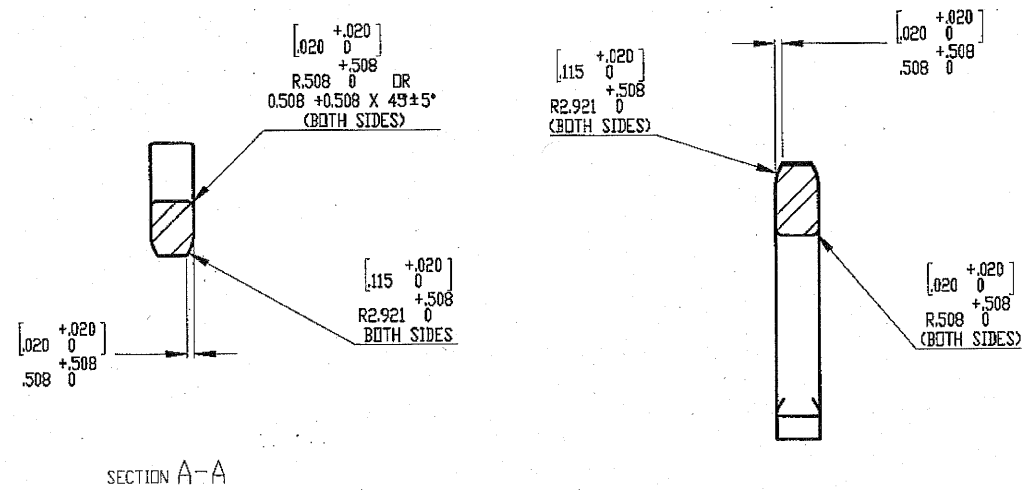 [.020 +.020 0]
R.508 +.508 0 OR
0.508 +0.508 X 45±5°
(BOTH SIDES)
[.115 +.020 0]
R2.921 +.508 0
BOTH SIDES
[.020 +.020 0]
.508 +.508 0
SECTION A-A
[.115 +.020 0]
R2.921 +.508 0
(BOTH SIDES)
[.020 +.020 0]
.508 +.508 0
[.020 +.020 0]
R.508 +.508 0
(BOTH SIDES)